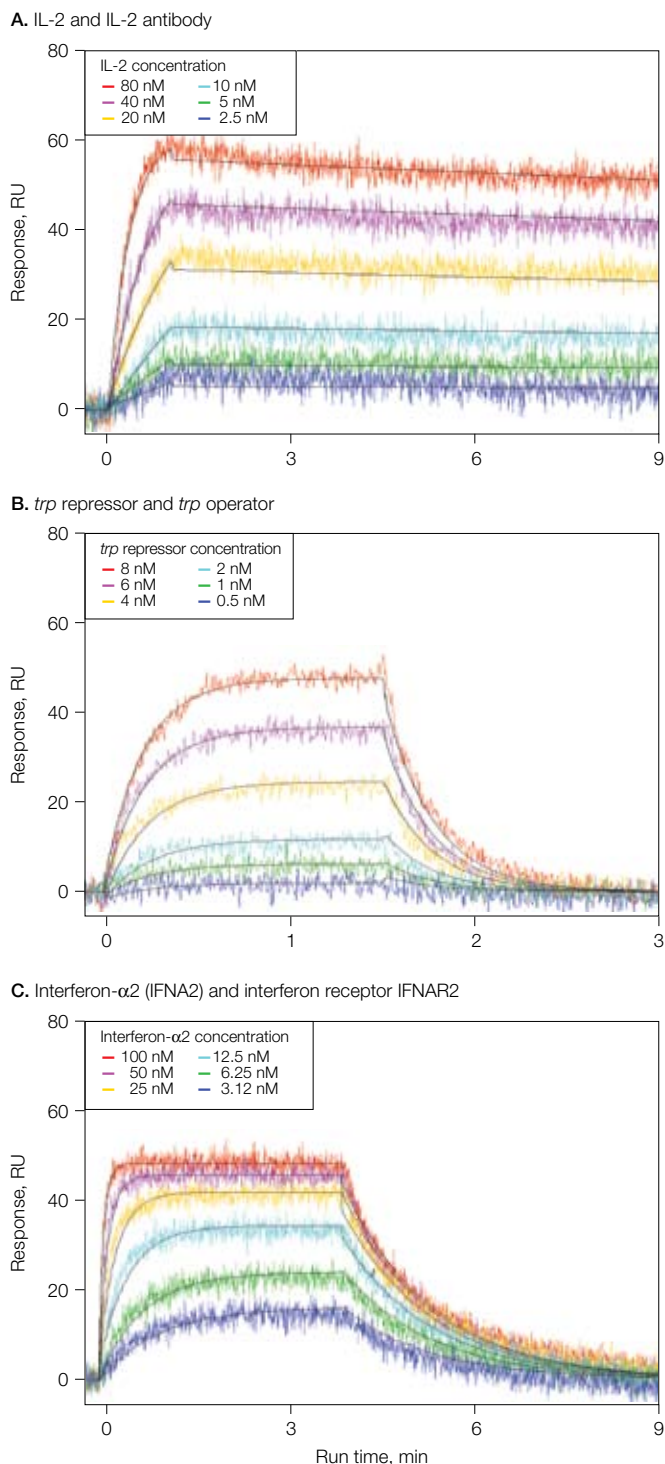 A. IL-2 and IL-2 antibody
80
60
40
20
0
Response, RU
IL-2 concentration
80 nM 10 nM
40 nM 5 nM
20 nM 2.5 nM
0 3 6 9
B. trp repressor and trp operator
80
60
40
20
0
Response, RU
trp repressor concentration
8 nM 2 nM
6 nM 1 nM
4 nM 0.5 nM
0 1 2 3
C. Interferon-α2 (IFNA2) and interferon receptor IFNAR2
80
60
40
20
0
Response, RU
Interferon-α2 concentration
100 nM 12.5 nM
50 nM 6.25 nM
25 nM 3.12 nM
0 3 6 9
Run time, min